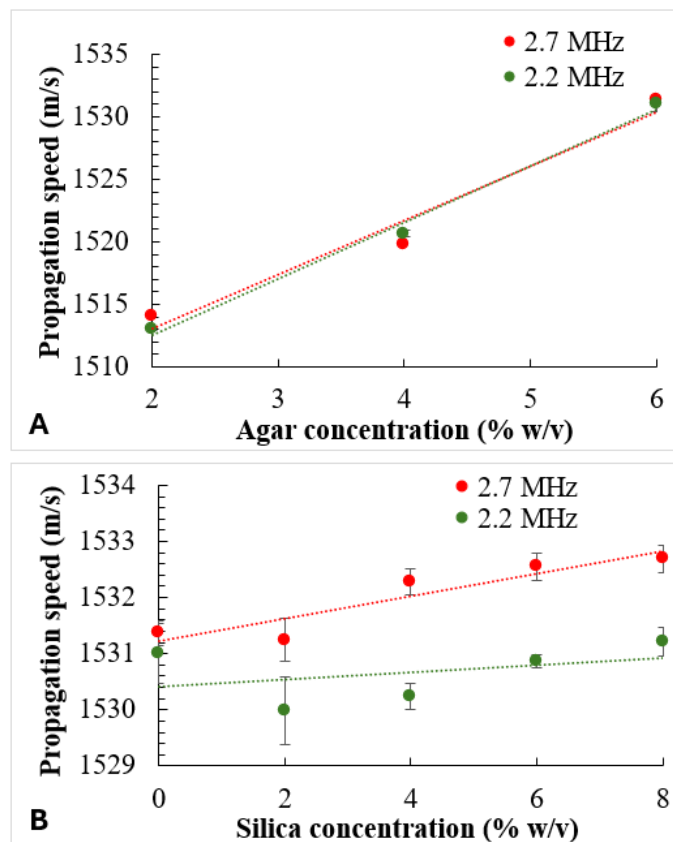 2.7 MHz
2.2 MHz
Propagation speed (m/s)
1535
1530
1525
1520
1514
1510
2 3 4 5 6
Agar concentration (% w/v)
A
2.7 MHz
2.2 MHz
Propagation speed (m/s)
1534
1533
1532
1531
1530
1529
0 2 4 6 8
Silica concentration (% w/v)
B